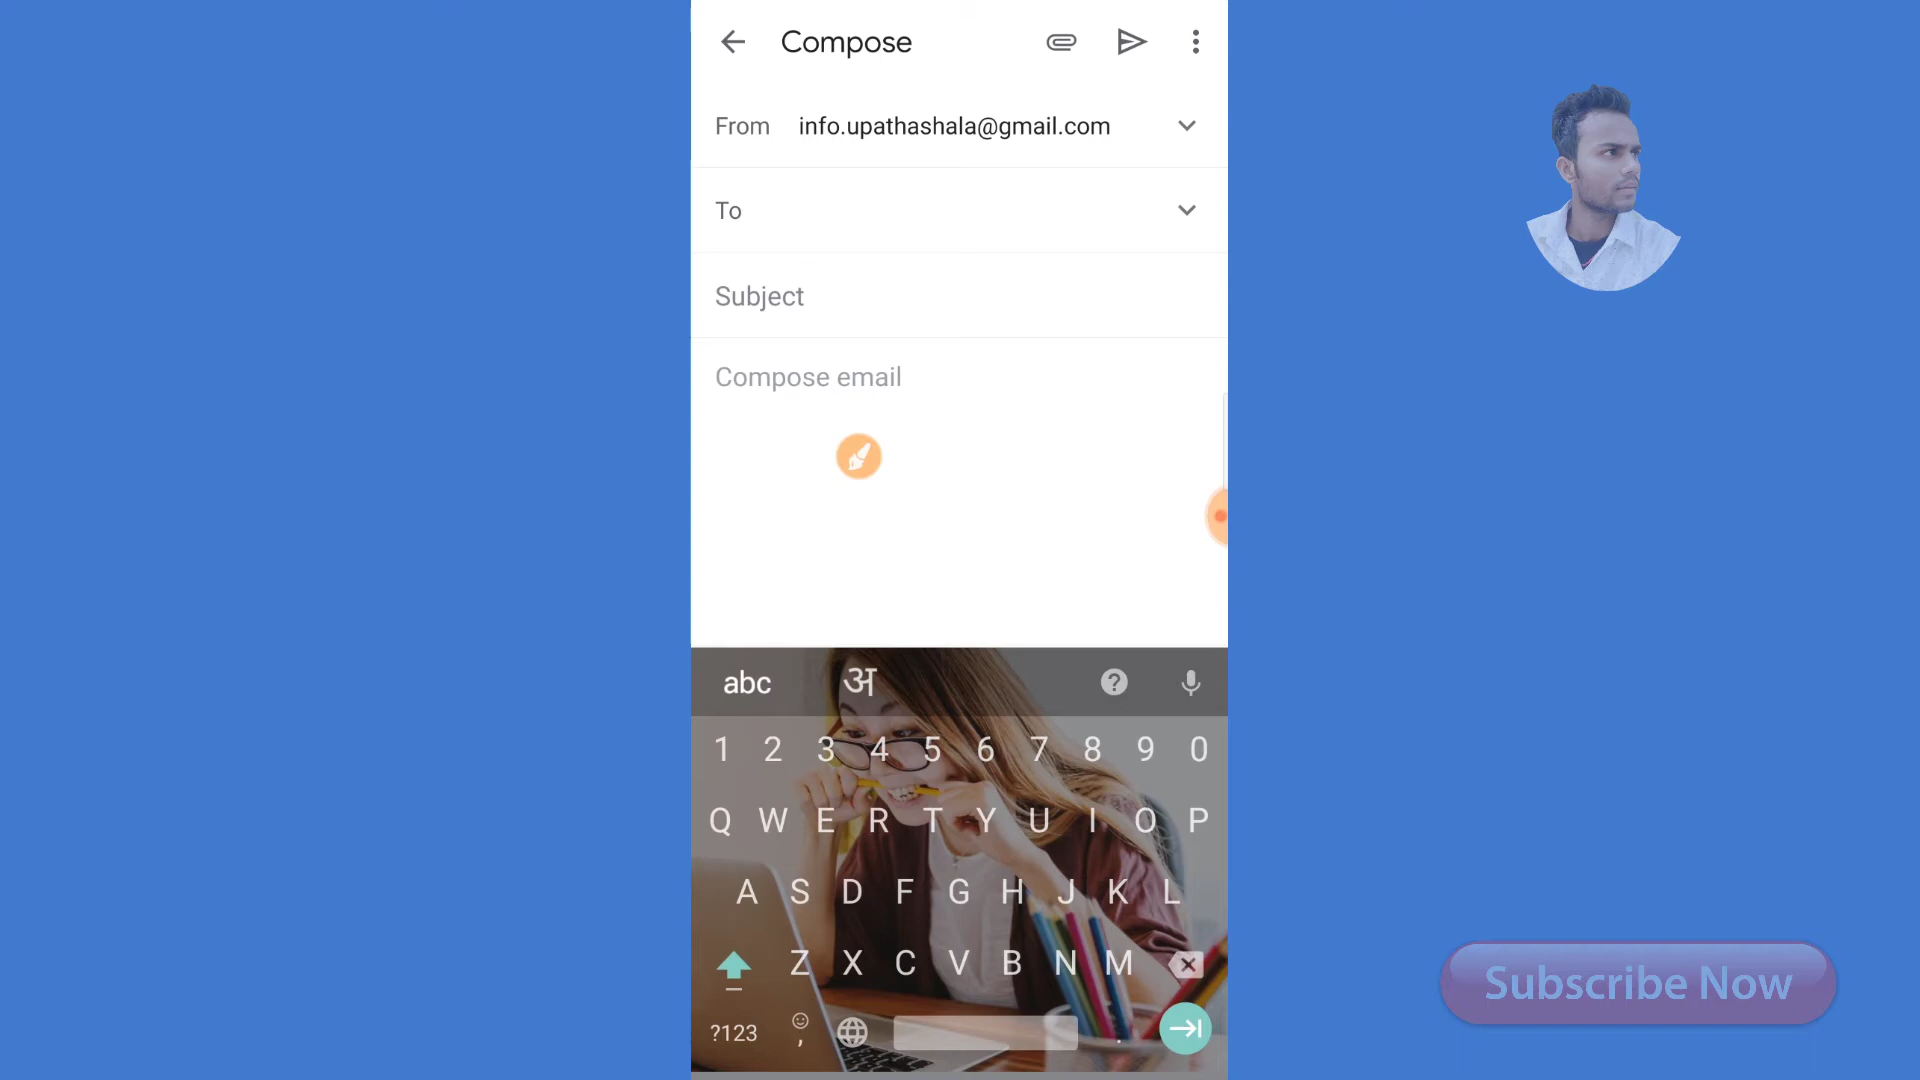 Compose
From info.upathashala@gmail.com
To
Subject
Compose email
abc अ ?
1 2 3 4 5 6 7 8 9 0
Q W E R T Y U I O P
A S D F G H J K L
Z X C V B N M
?123 , .
Subscribe Now